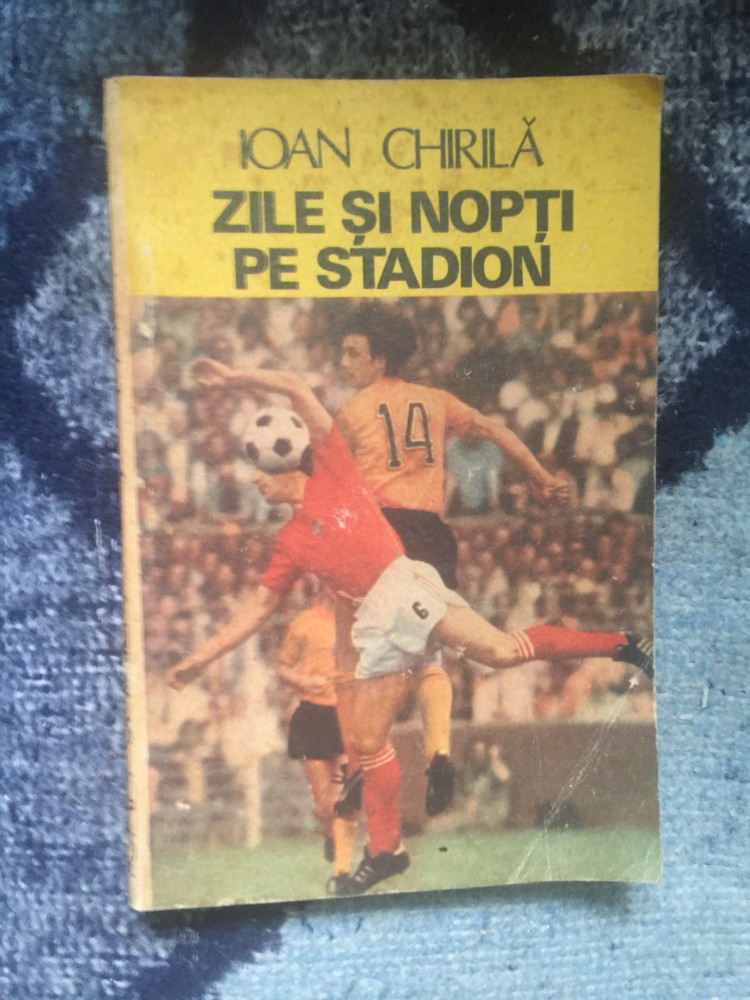 IOAN CHIRILĂ
ZILE ȘI NOPȚI
PE STADION
14
6